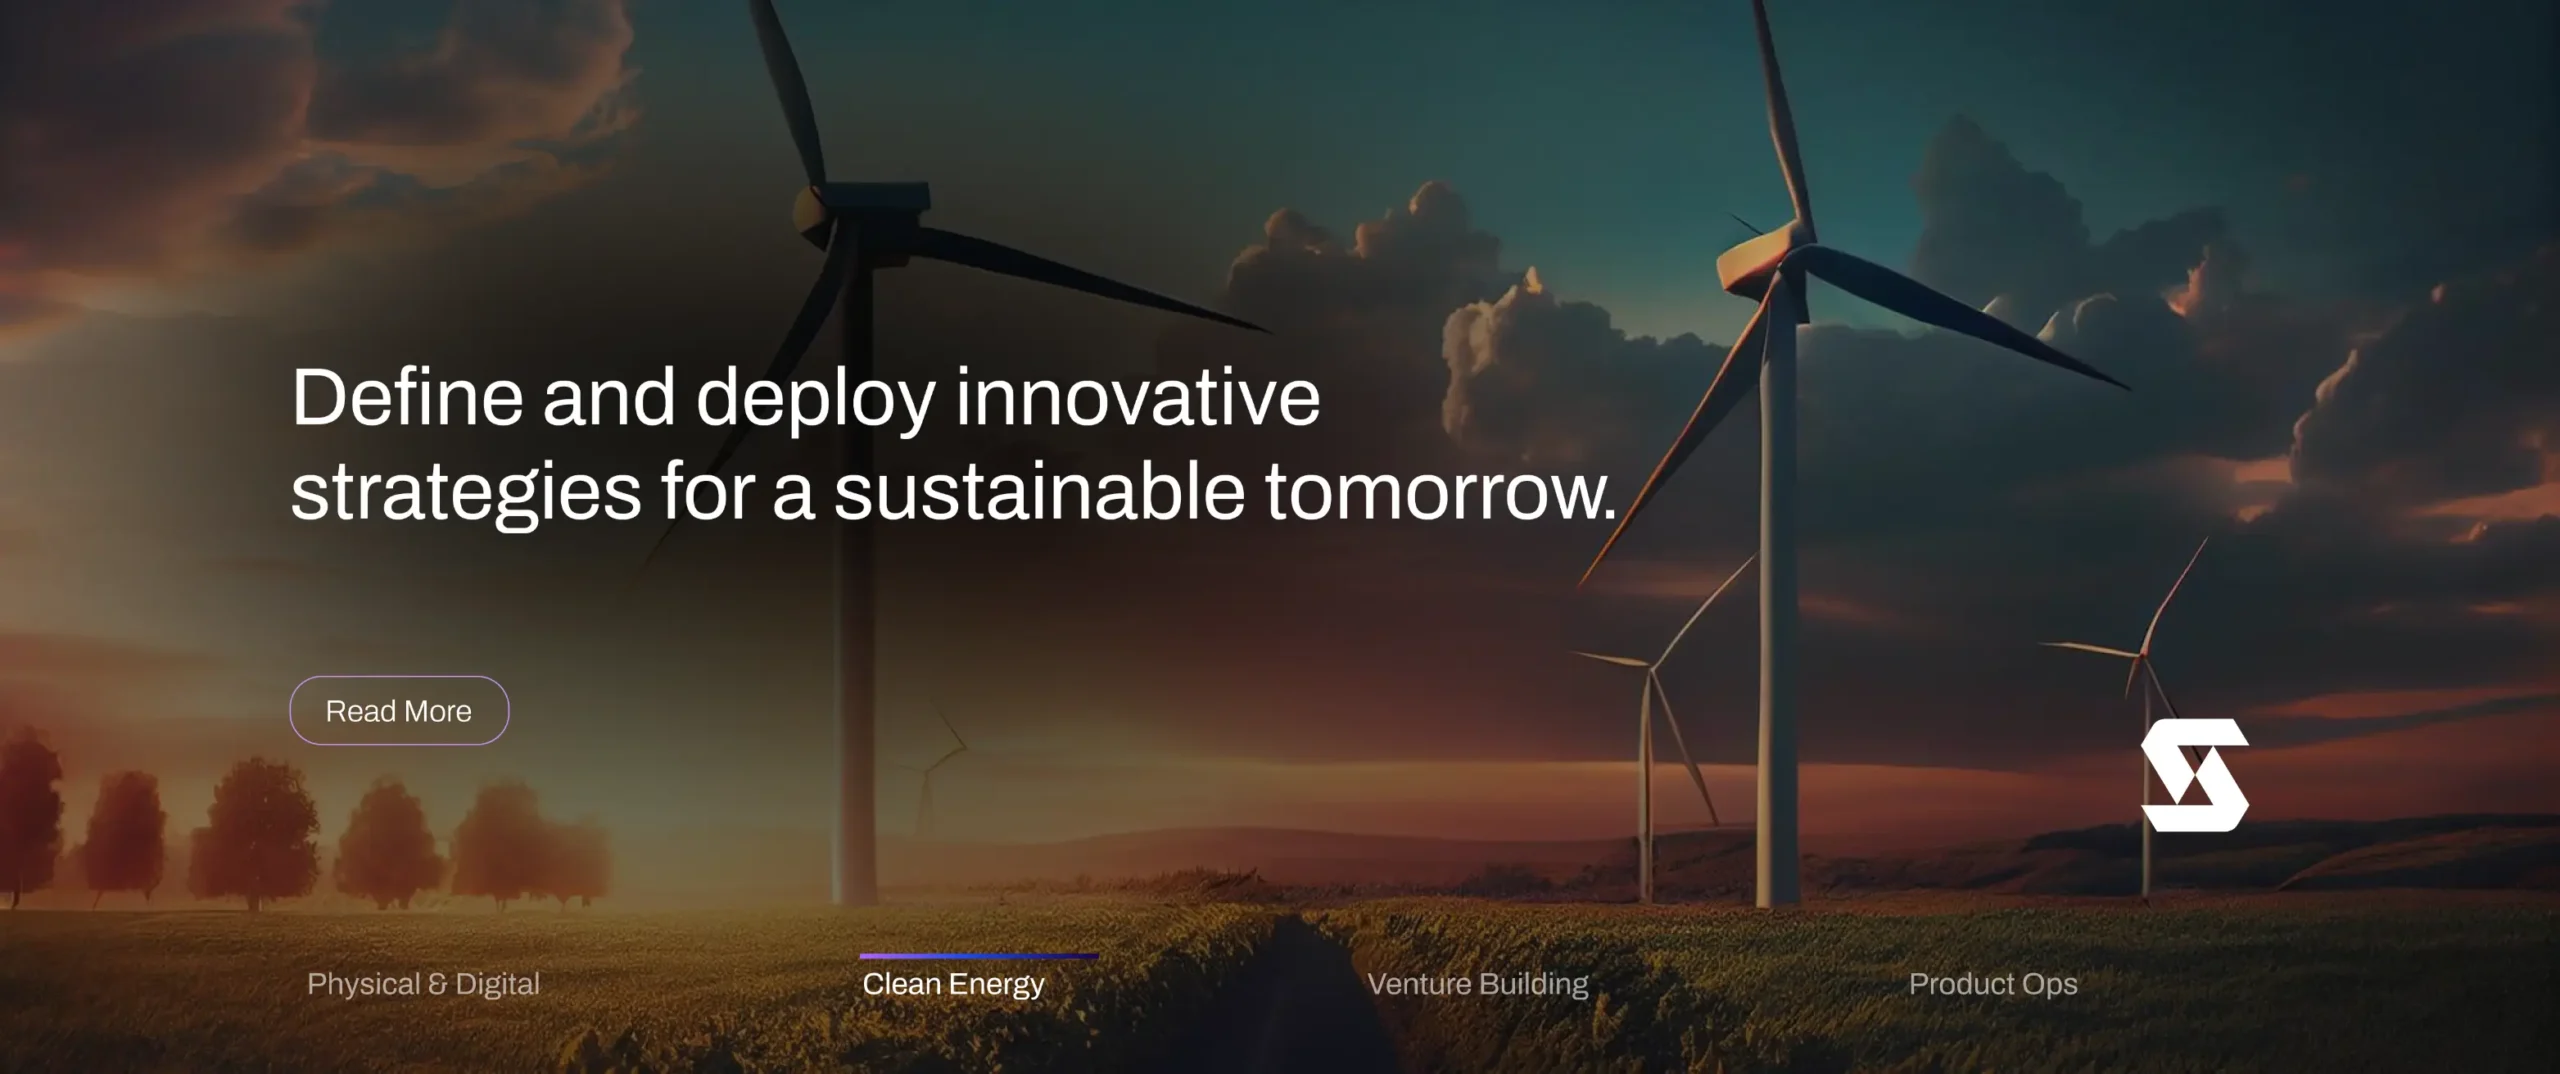 Define and deploy innovative
strategies for a sustainable tomorrow.
Read More
Physical & Digital
Clean Energy
Venture Building
Product Ops